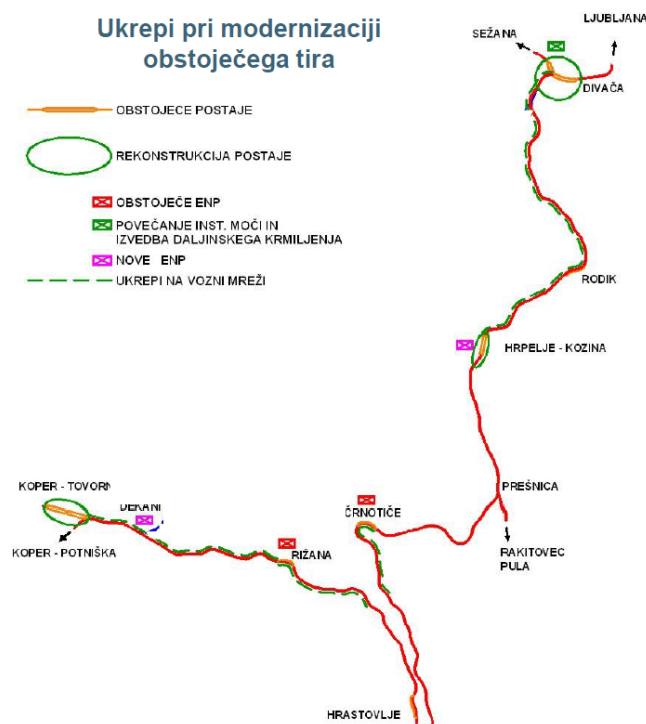 Ukrepi pri modernizaciji
obstoječega tira
OBSTOJEČE POSTAJE
REKONSTRUKCIJA POSTAJE
OBSTOJEČE ENP
POVEČANJE INST. MOČI IN
IZVEDBA DALJINSKEGA KRMILJENJA
NOVE ENP
UKREPI NA VOZNI MREŽI
LJUBLJANA
SEŽANA
DIVAČA
RODIK
HRPELJE - KOZINA
PREŠNICA
KOPER - TOVORN
DEKANI
ČRNOTIČE
KOPER - POTNIŠKA
RIŽANA
RAKITOVEC
PULA
HRASTOVLJE